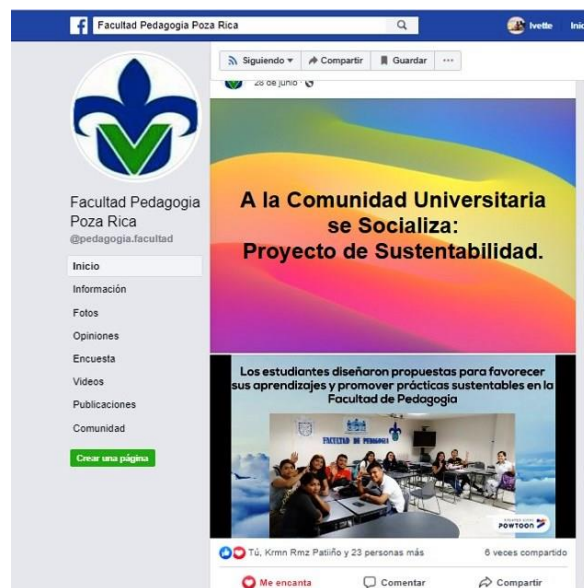 Facultad Pedagogia Poza Rica
Ivette
Inic
Siguiendo
Compartir
Guardar
28 de junio
Facultad Pedagogia
Poza Rica
@pedagogia.facultad
Inicio
Información
Fotos
Opiniones
Encuesta
Videos
Publicaciones
Comunidad
Crear una página
A la Comunidad Universitaria
se Socializa:
Proyecto de Sustentabilidad.
Los estudiantes diseñaron propuestas para favorecer
sus aprendizajes y promover prácticas sustentables en la
Facultad de Pedagogía
FACULTAD DE PEDAGOGIA
POWTOON
Tú, Krmn Rmz Patiiño y 23 personas más
6 veces compartido
Me encanta
Comentar
Compartir